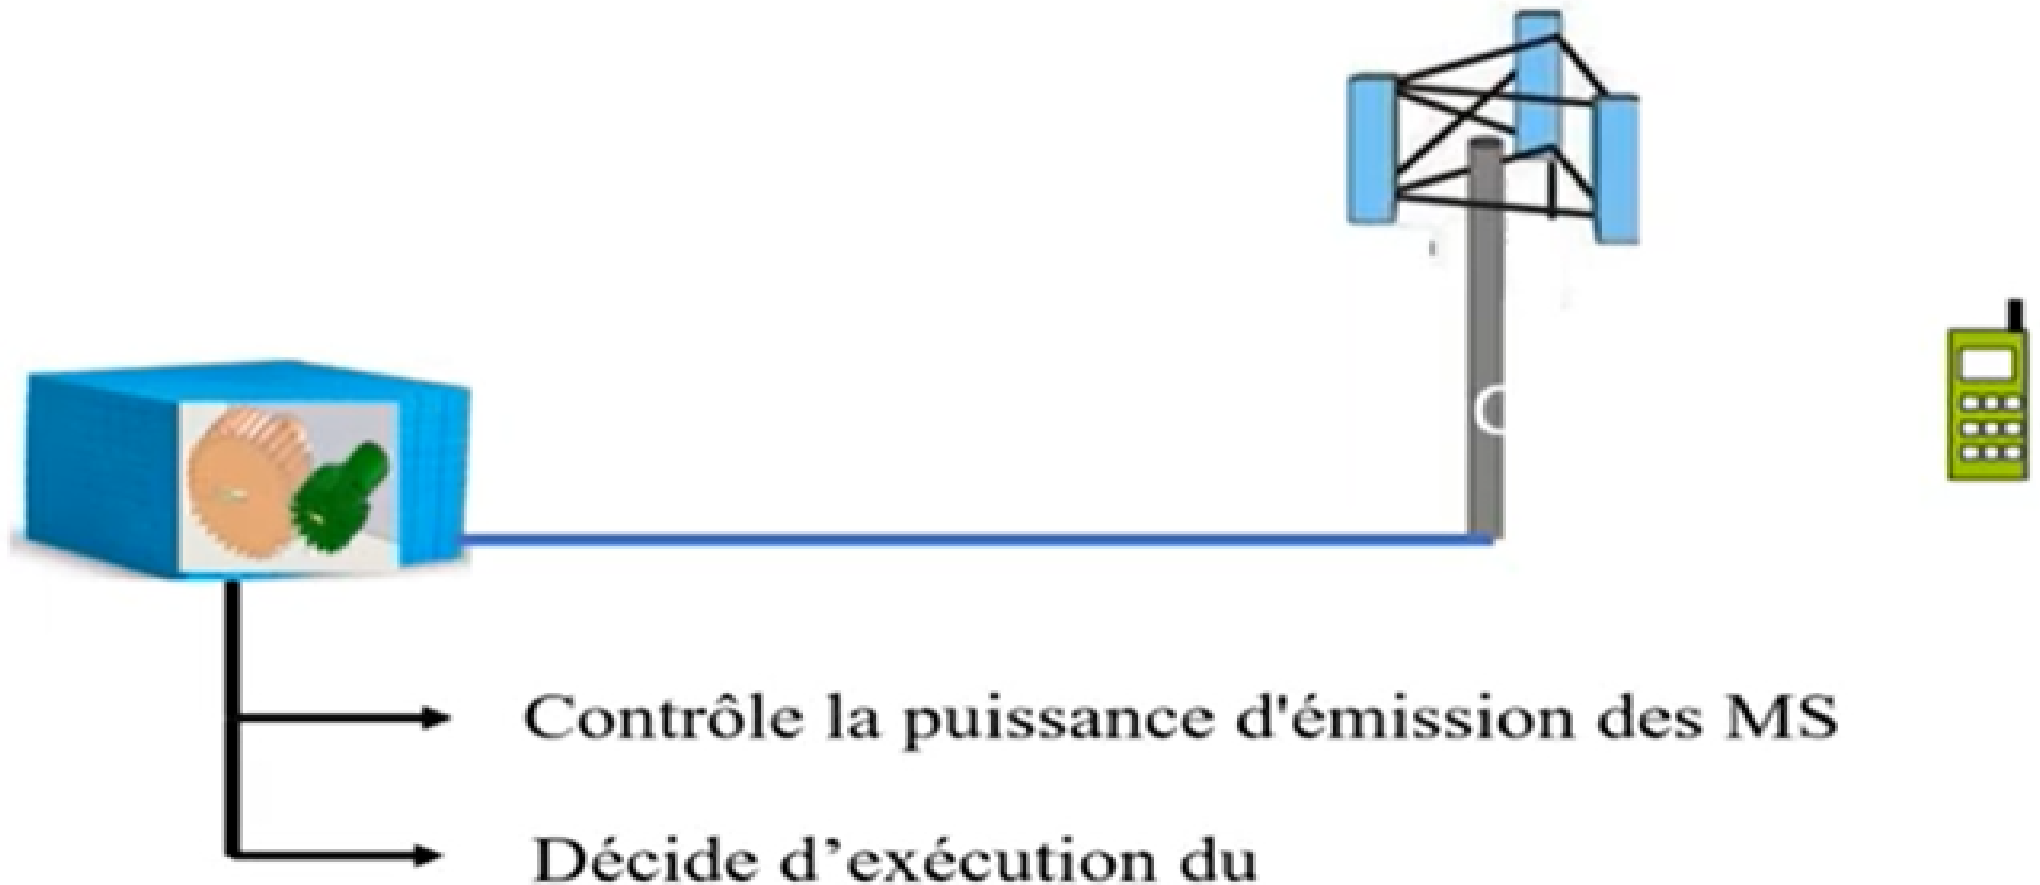 Contrôle la puissance d'émission des MS
Décide d’exécution du